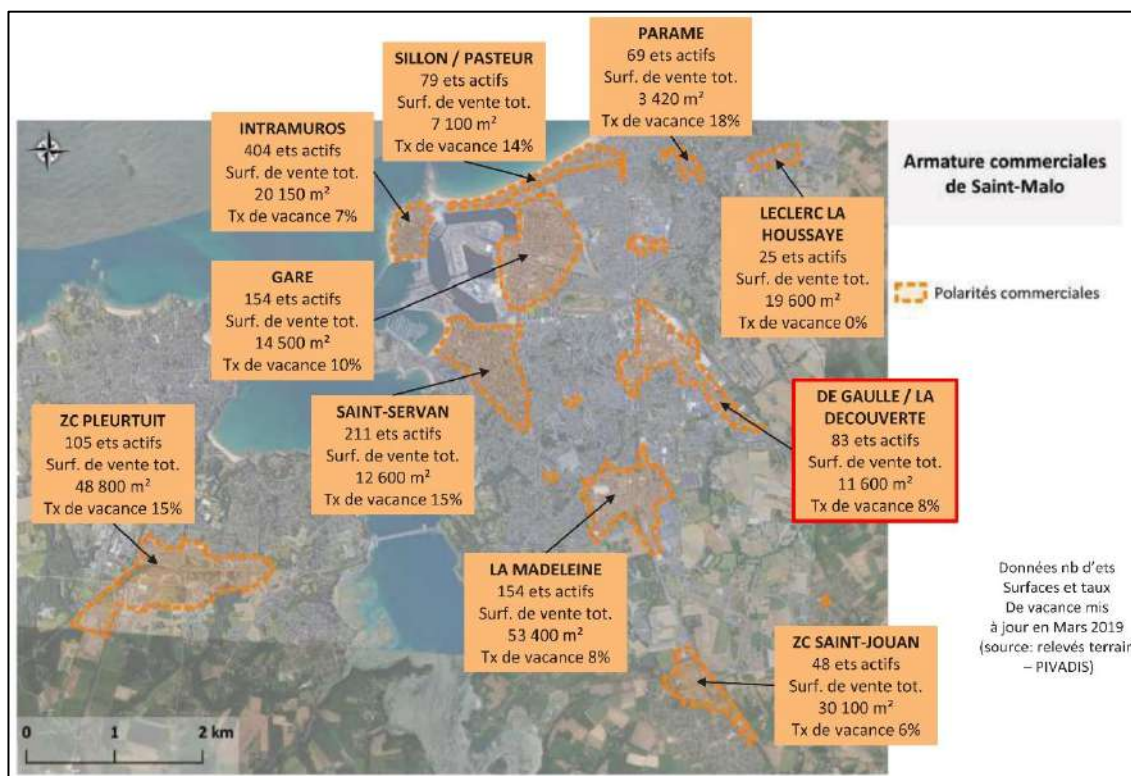 PARAME
69 ets actifs
Surf. de vente tot.
3 420 m²
Tx de vacance 18%
SILLON / PASTEUR
79 ets actifs
Surf. de vente tot.
7 100 m²
Tx de vacance 14%
INTRAMUROS
404 ets actifs
Surf. de vente tot.
20 150 m²
Tx de vacance 7%
Armature commerciales
de Saint-Malo
LECLERC LA
HOUSSAYE
25 ets actifs
Surf. de vente tot.
19 600 m²
Tx de vacance 0%
Polarités commerciales
GARE
154 ets actifs
Surf. de vente tot.
14 500 m²
Tx de vacance 10%
SAINT-SERVAN
211 ets actifs
Surf. de vente tot.
12 600 m²
Tx de vacance 15%
DE GAULLE / LA
DECOUVERTE
83 ets actifs
Surf. de vente tot.
11 600 m²
Tx de vacance 8%
ZC PLEURTUIT
105 ets actifs
Surf. de vente tot.
48 800 m²
Tx de vacance 15%
LA MADELEINE
154 ets actifs
Surf. de vente tot.
53 400 m²
Tx de vacance 8%
ZC SAINT-JOUAN
48 ets actifs
Surf. de vente tot.
30 100 m²
Tx de vacance 6%
Données nb d'ets
Surfaces et taux
De vacance mis
à jour en Mars 2019
(source: relevés terrain
– PIVADIS)
0 1 2 km